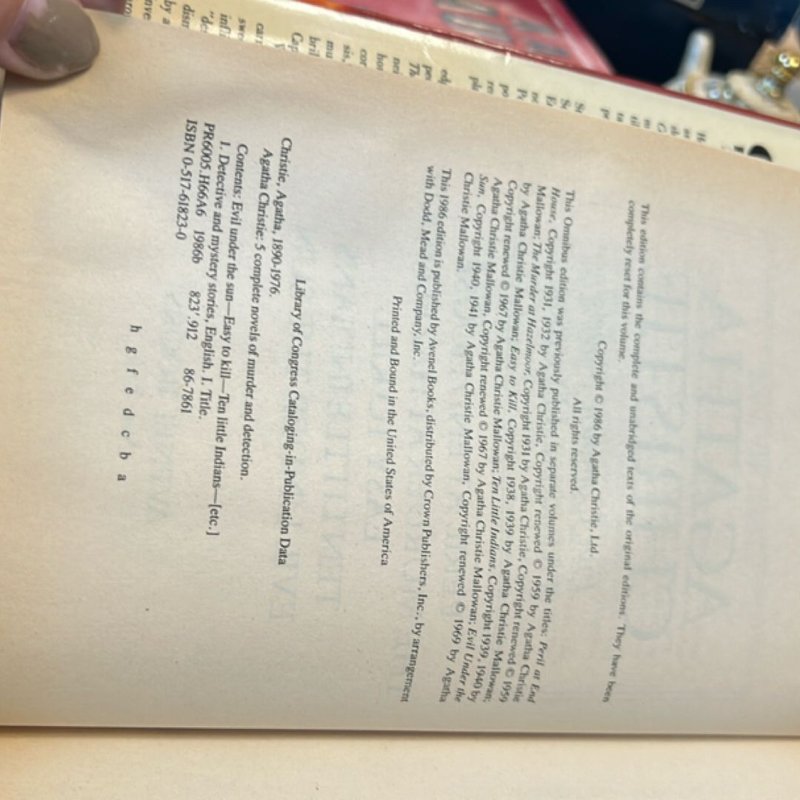 This edition contains the complete and unabridged texts of the original editions. They have been
completely reset for this volume.
Copyright © 1986 by Agatha Christie, Ltd.
All rights reserved.
This Omnibus edition was previously published in separate volumes under the titles: Peril at End
House, Copyright 1931, 1932 by Agatha Christie, Copyright renewed © 1959 by Agatha Christie
Mallowan; The Murder at Hazelmoor, Copyright 1931 by Agatha Christie, Copyright renewed © 1959
by Agatha Christie Mallowan; Easy to Kill, Copyright 1938, 1939 by Agatha Christie Mallowan,
Copyright renewed © 1967 by Agatha Christie Mallowan; Ten Little Indians, Copyright 1939, 1940 by
Agatha Christie Mallowan, Copyright renewed © 1967 by Agatha Christie Mallowan; Evil Under the
Sun, Copyright 1940, 1941 by Agatha Christie Mallowan, Copyright renewed © 1969 by Agatha
Christie Mallowan.
This 1986 edition is published by Avenel Books, distributed by Crown Publishers, Inc., by arrangement
with Dodd, Mead and Company, Inc.
Printed and Bound in the United States of America
Library of Congress Cataloging-in-Publication Data
Christie, Agatha, 1890-1976.
Agatha Christie: 5 complete novels of murder and detection.
Contents: Evil under the sun—Easy to kill—Ten little Indians—[etc.]
1. Detective and mystery stories, English. I. Title.
PR6005.H66A6 1986b 823'.912 86-7861
ISBN 0-517-61823-0
h g f e d c b a